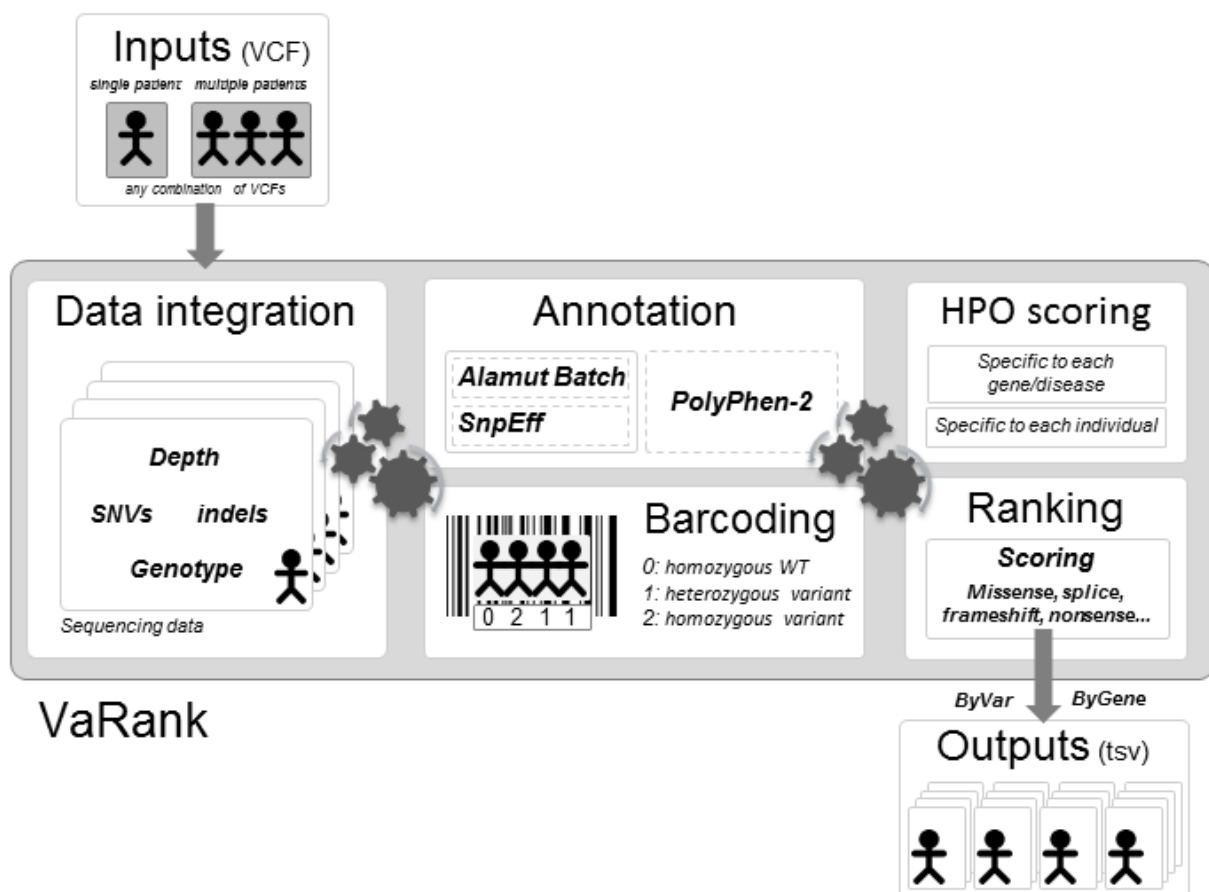 Inputs (VCF)
single patient multiple patients
any combination of VCFs
Data integration
Depth
SNVs indels
Genotype
Sequencing data
Annotation
Alamut Batch
SnpEff
PolyPhen-2
Barcoding
0: homozygous WT
1: heterozygous variant
2: homozygous variant
0 2 1 1
HPO scoring
Specific to each
gene/disease
Specific to each individual
Ranking
Scoring
Missense, splice,
frameshift, nonsense...
VaRank
ByVar ByGene
Outputs (tsv)